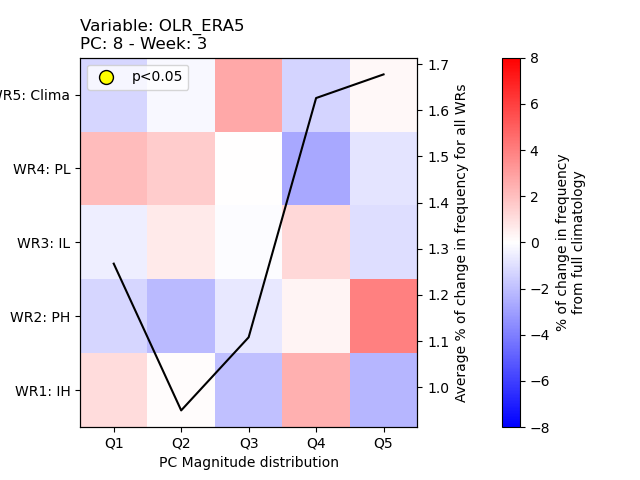 Variable: OLR_ERA5
PC: 8 - Week: 3
p<0.05
WR5: Clima
WR4: PL
WR3: IL
WR2: PH
WR1: IH
Q1 Q2 Q3 Q4 Q5
PC Magnitude distribution
1.7
1.6
1.5
1.4
1.3
1.2
1.1
1.0
Average % of change in frequency for all WRs
8
6
4
2
0
−2
−4
−6
−8
% of change in frequency
from full climatology